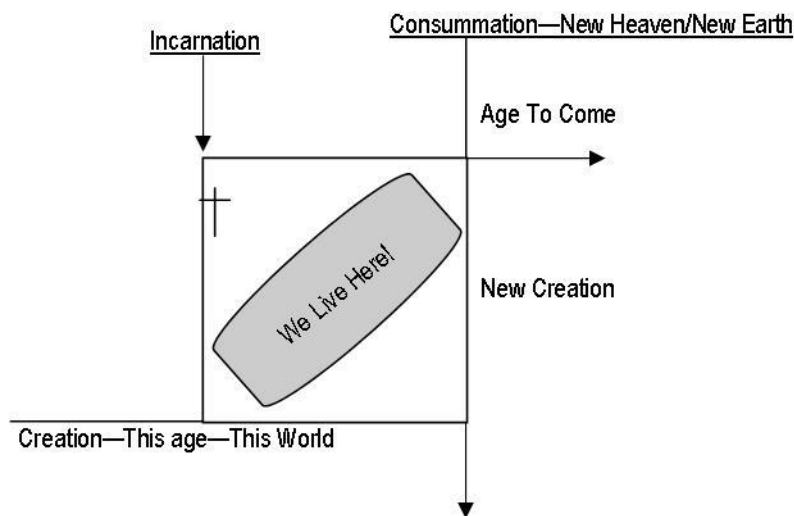 Consummation—New Heaven/New Earth
Incarnation
Age To Come
We Live Here!
New Creation
Creation—This age—This World